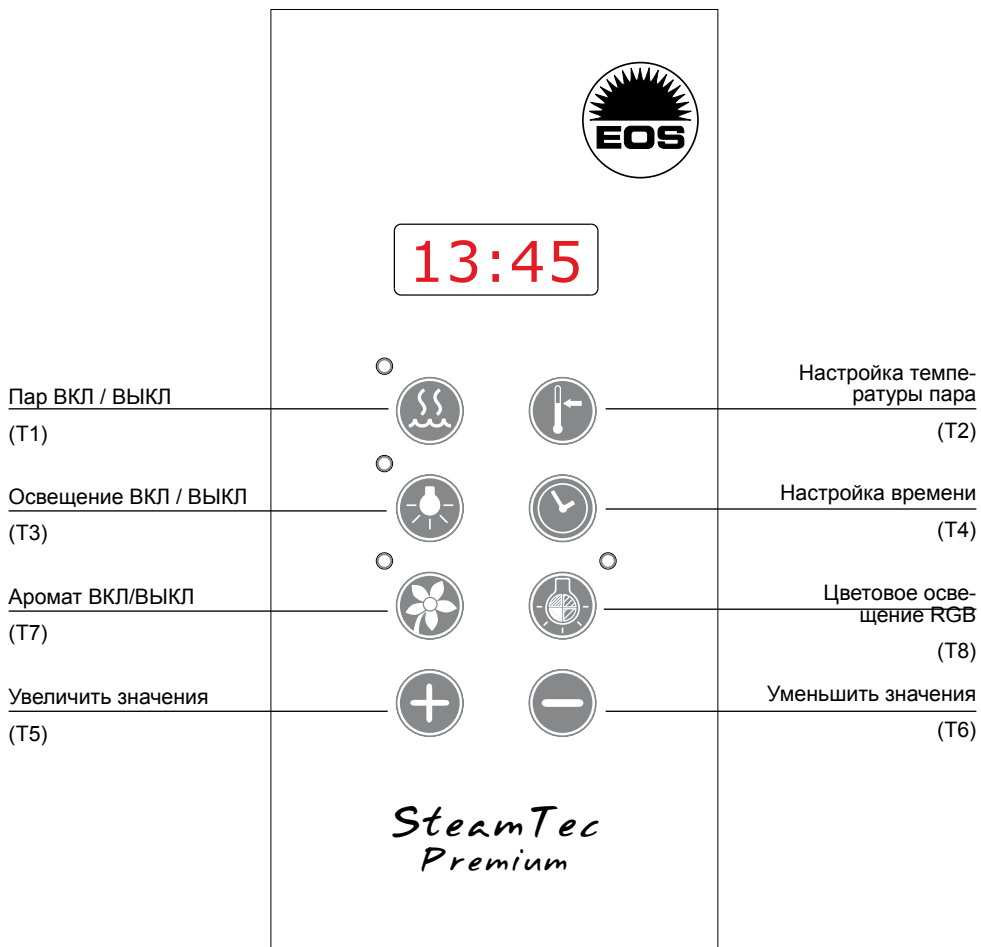 EOS
13:45
Пар ВКЛ / ВЫКЛ
(T1)
Настройка темпе-
ратуры пара
(T2)
Освещение ВКЛ / ВЫКЛ
(T3)
Настройка времени
(T4)
Аромат ВКЛ/ВЫКЛ
(T7)
Цветовое осве-
щение RGB
(T8)
Увеличить значения
(T5)
Уменьшить значения
(T6)
SteamTec
Premium